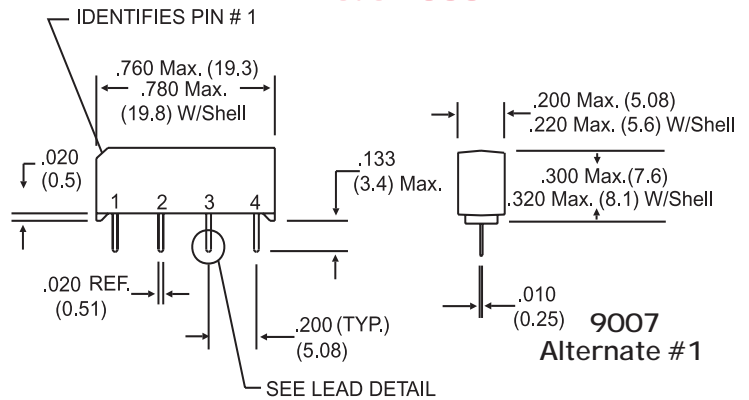 IDENTIFIES PIN # 1
.760 Max. (19.3)
.780 Max.
(19.8) W/Shell
.200 Max. (5.08)
.220 Max. (5.6) W/Shell
.020
(0.5)
.133
(3.4) Max.
.300 Max.(7.6)
.320 Max. (8.1) W/Shell
1 2 3 4
.020 REF.
(0.51)
.200 (TYP.)
(5.08)
.010
(0.25)
9007
Alternate #1
SEE LEAD DETAIL